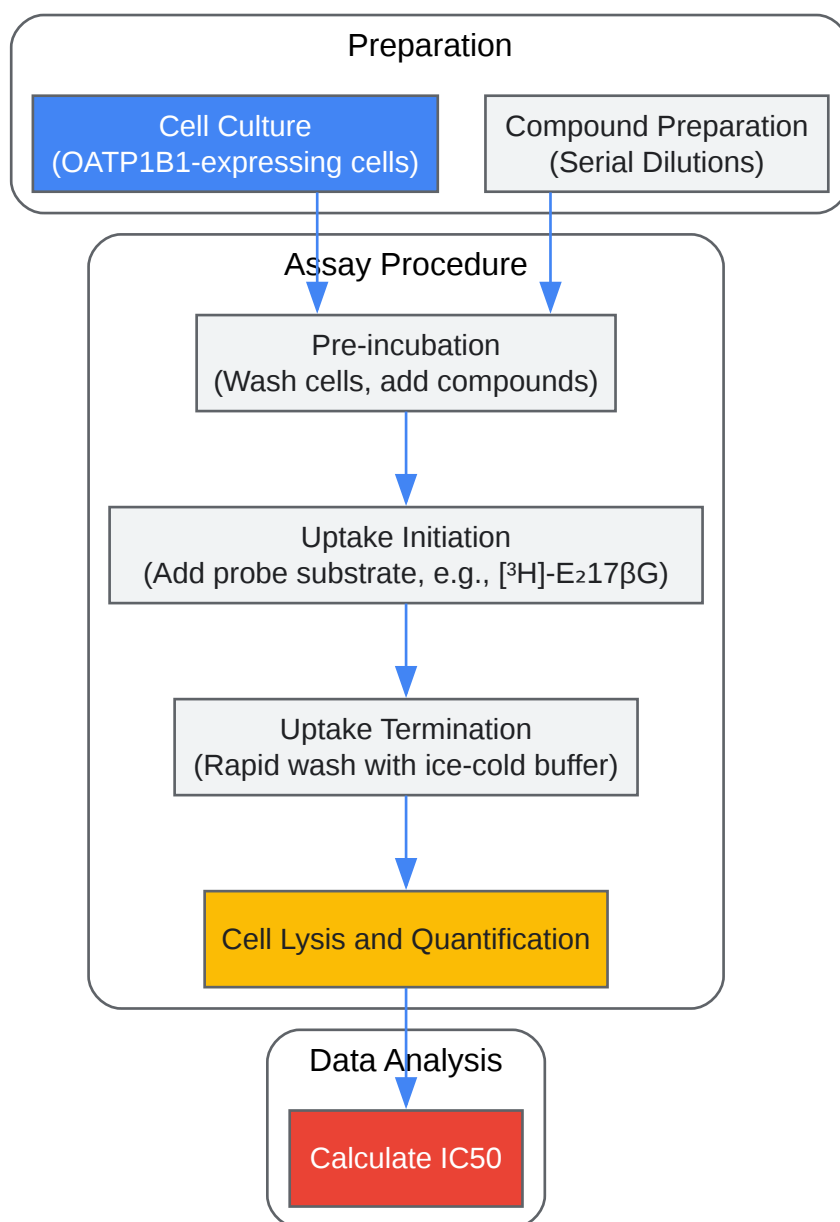 Preparation
Cell Culture
(OATP1B1-expressing cells)
Compound Preparation
(Serial Dilutions)
Assay Procedure
Pre-incubation
(Wash cells, add compounds)
Uptake Initiation
(Add probe substrate, e.g., [³H]-E₂17βG)
Uptake Termination
(Rapid wash with ice-cold buffer)
Cell Lysis and Quantification
Data Analysis
Calculate IC50